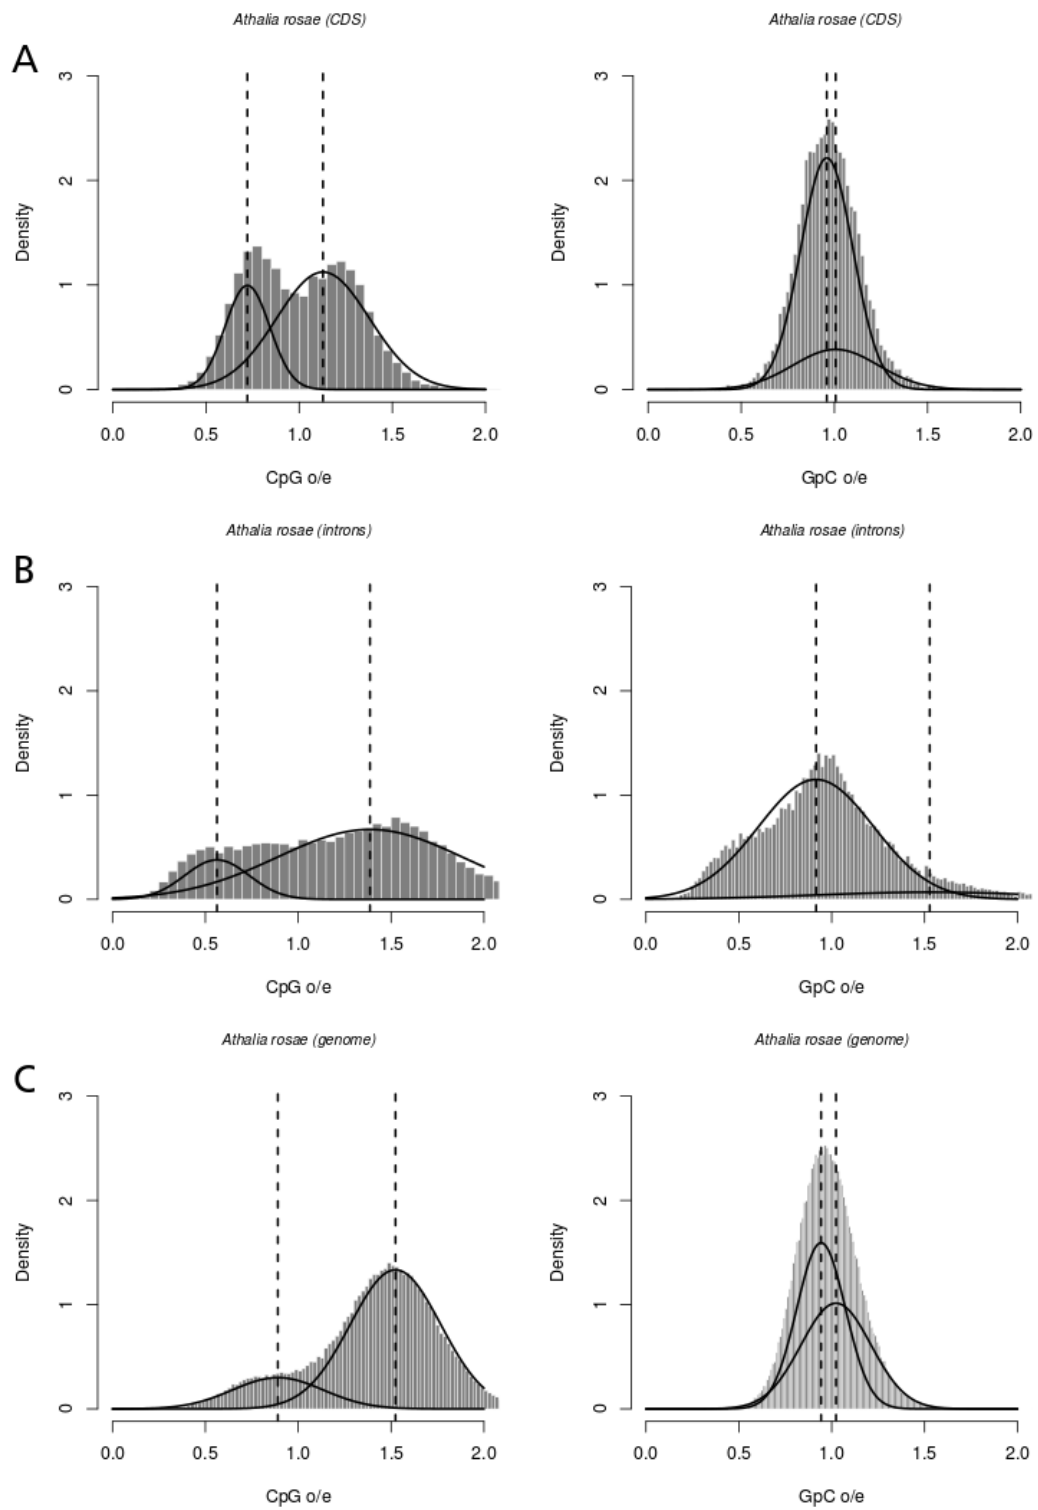 Athalia rosae (CDS)
Athalia rosae (CDS)
A
3
2
1
0
Density
0.0 0.5 1.0 1.5 2.0
CpG o/e
3
2
1
0
Density
0.0 0.5 1.0 1.5 2.0
GpC o/e
Athalia rosae (introns)
Athalia rosae (introns)
B
3
2
1
0
Density
0.0 0.5 1.0 1.5 2.0
CpG o/e
3
2
1
0
Density
0.0 0.5 1.0 1.5 2.0
GpC o/e
Athalia rosae (genome)
Athalia rosae (genome)
C
3
2
1
0
Density
0.0 0.5 1.0 1.5 2.0
CpG o/e
3
2
1
0
Density
0.0 0.5 1.0 1.5 2.0
GpC o/e